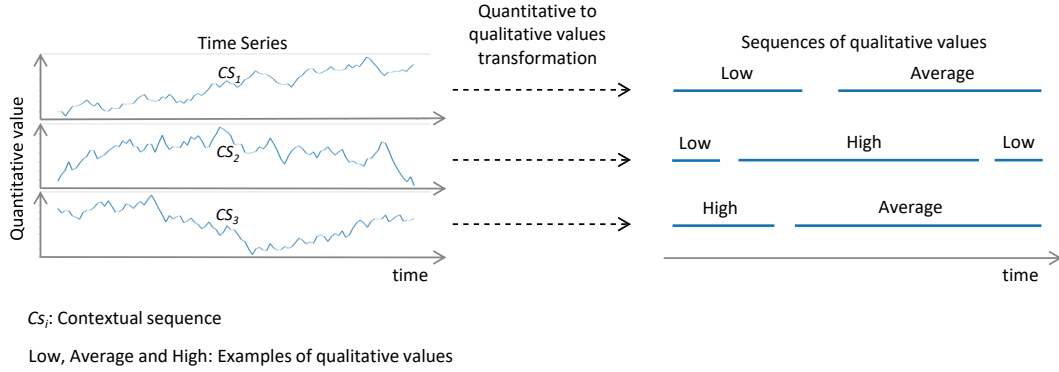 Quantitative to
qualitative values
transformation
Time Series
Sequences of qualitative values
Quantitative value
CS1
Low
Average
CS2
Low
High
Low
CS3
High
Average
time
time
Csi: Contextual sequence
Low, Average and High: Examples of qualitative values